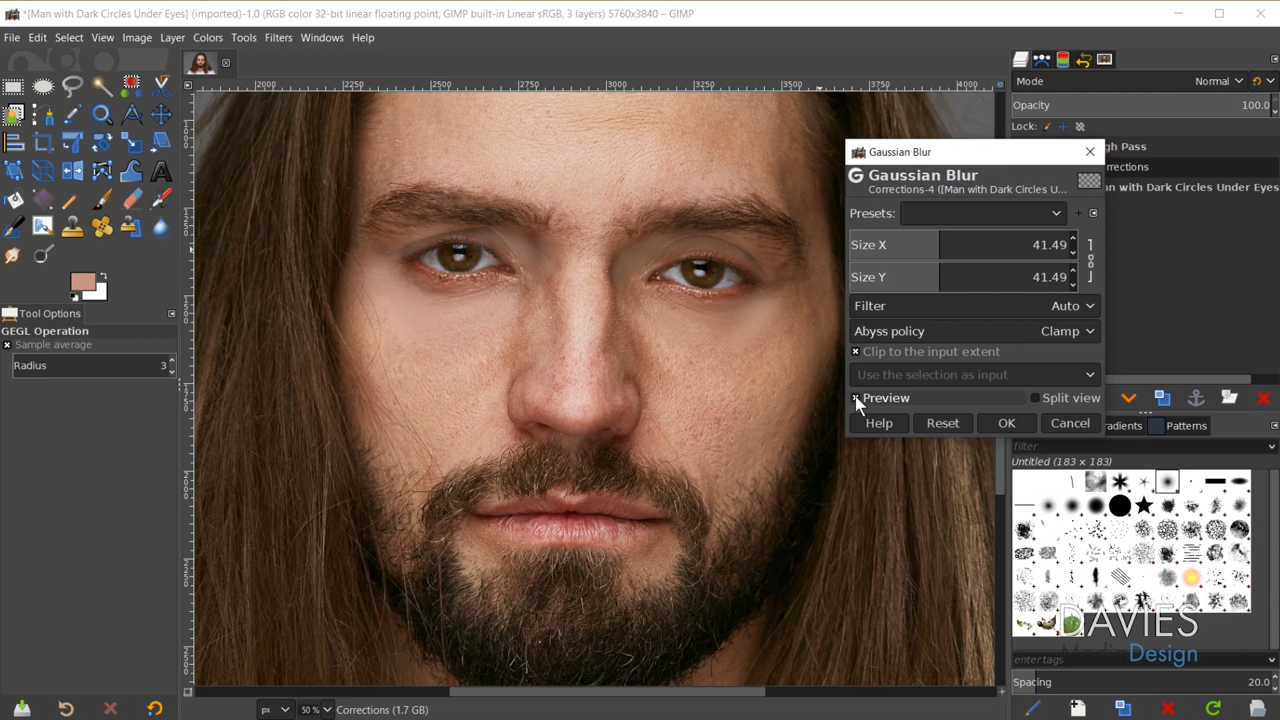 *[Man with Dark Circles Under Eyes] (imported)-1.0 (RGB color 32-bit linear floating point, GIMP built-in Linear sRGB, 3 layers) 5760x3840 – GIMP
File Edit Select View Image Layer Colors Tools Filters Windows Help
2000 2250 2500 2750 3000 3250 3500 3750 4000
Mode Normal
Opacity 100.0
Lock:
gh Pass
rrections
an with Dark Circles Under Eyes
Gaussian Blur
Gaussian Blur
Corrections-4 ([Man with Dark Circles U...
Presets:
Size X 41.49
Size Y 41.49
Filter Auto
Abyss policy Clamp
Clip to the input extent
Use the selection as input
Preview Split view
Help Reset OK Cancel
Tool Options
GEGL Operation
Sample average
Radius 3
adients Patterns
filter
Untitled (183 × 183)
DAVIES
Media Design
enter tags
Spacing 20.0
px 50 % Corrections (1.7 GB)